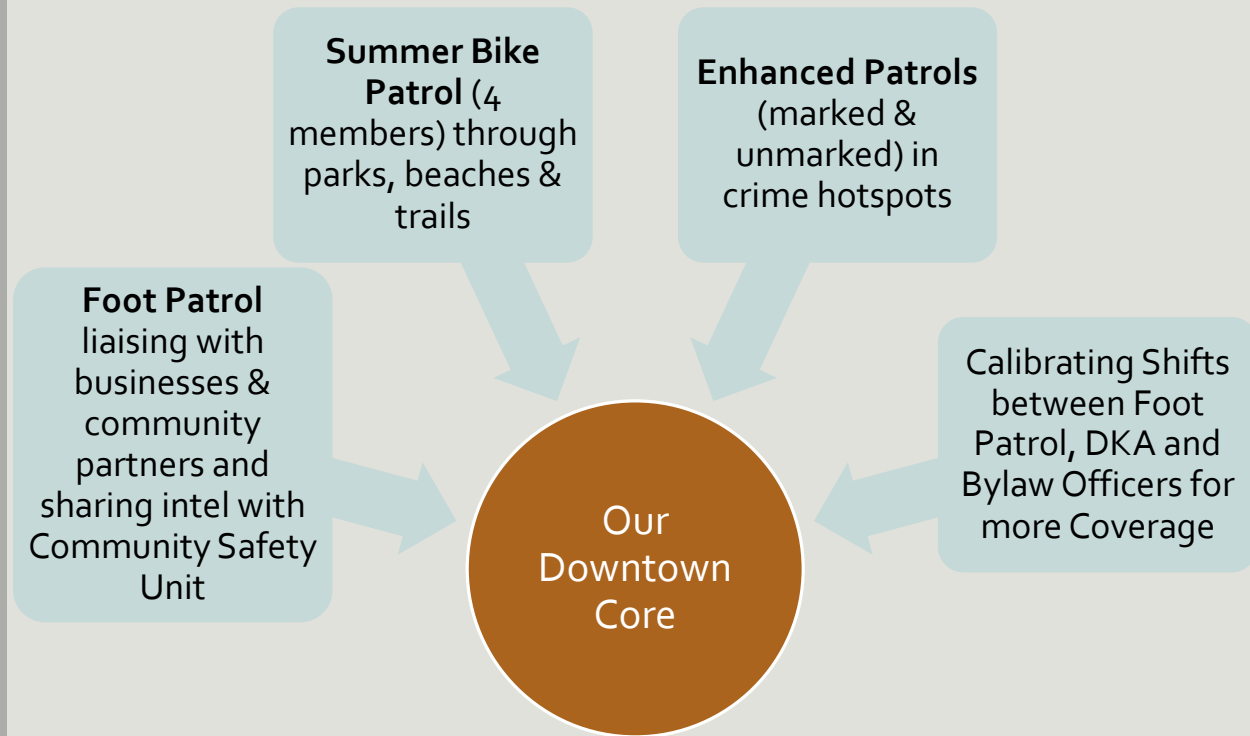 Summer Bike
Patrol (4
members) through
parks, beaches &
trails
Enhanced Patrols
(marked &
unmarked) in
crime hotspots
Foot Patrol
liaising with
businesses &
community
partners and
sharing intel with
Community Safety
Unit
Calibrating Shifts
between Foot
Patrol, DKA and
Bylaw Officers for
more Coverage
Our
Downtown
Core